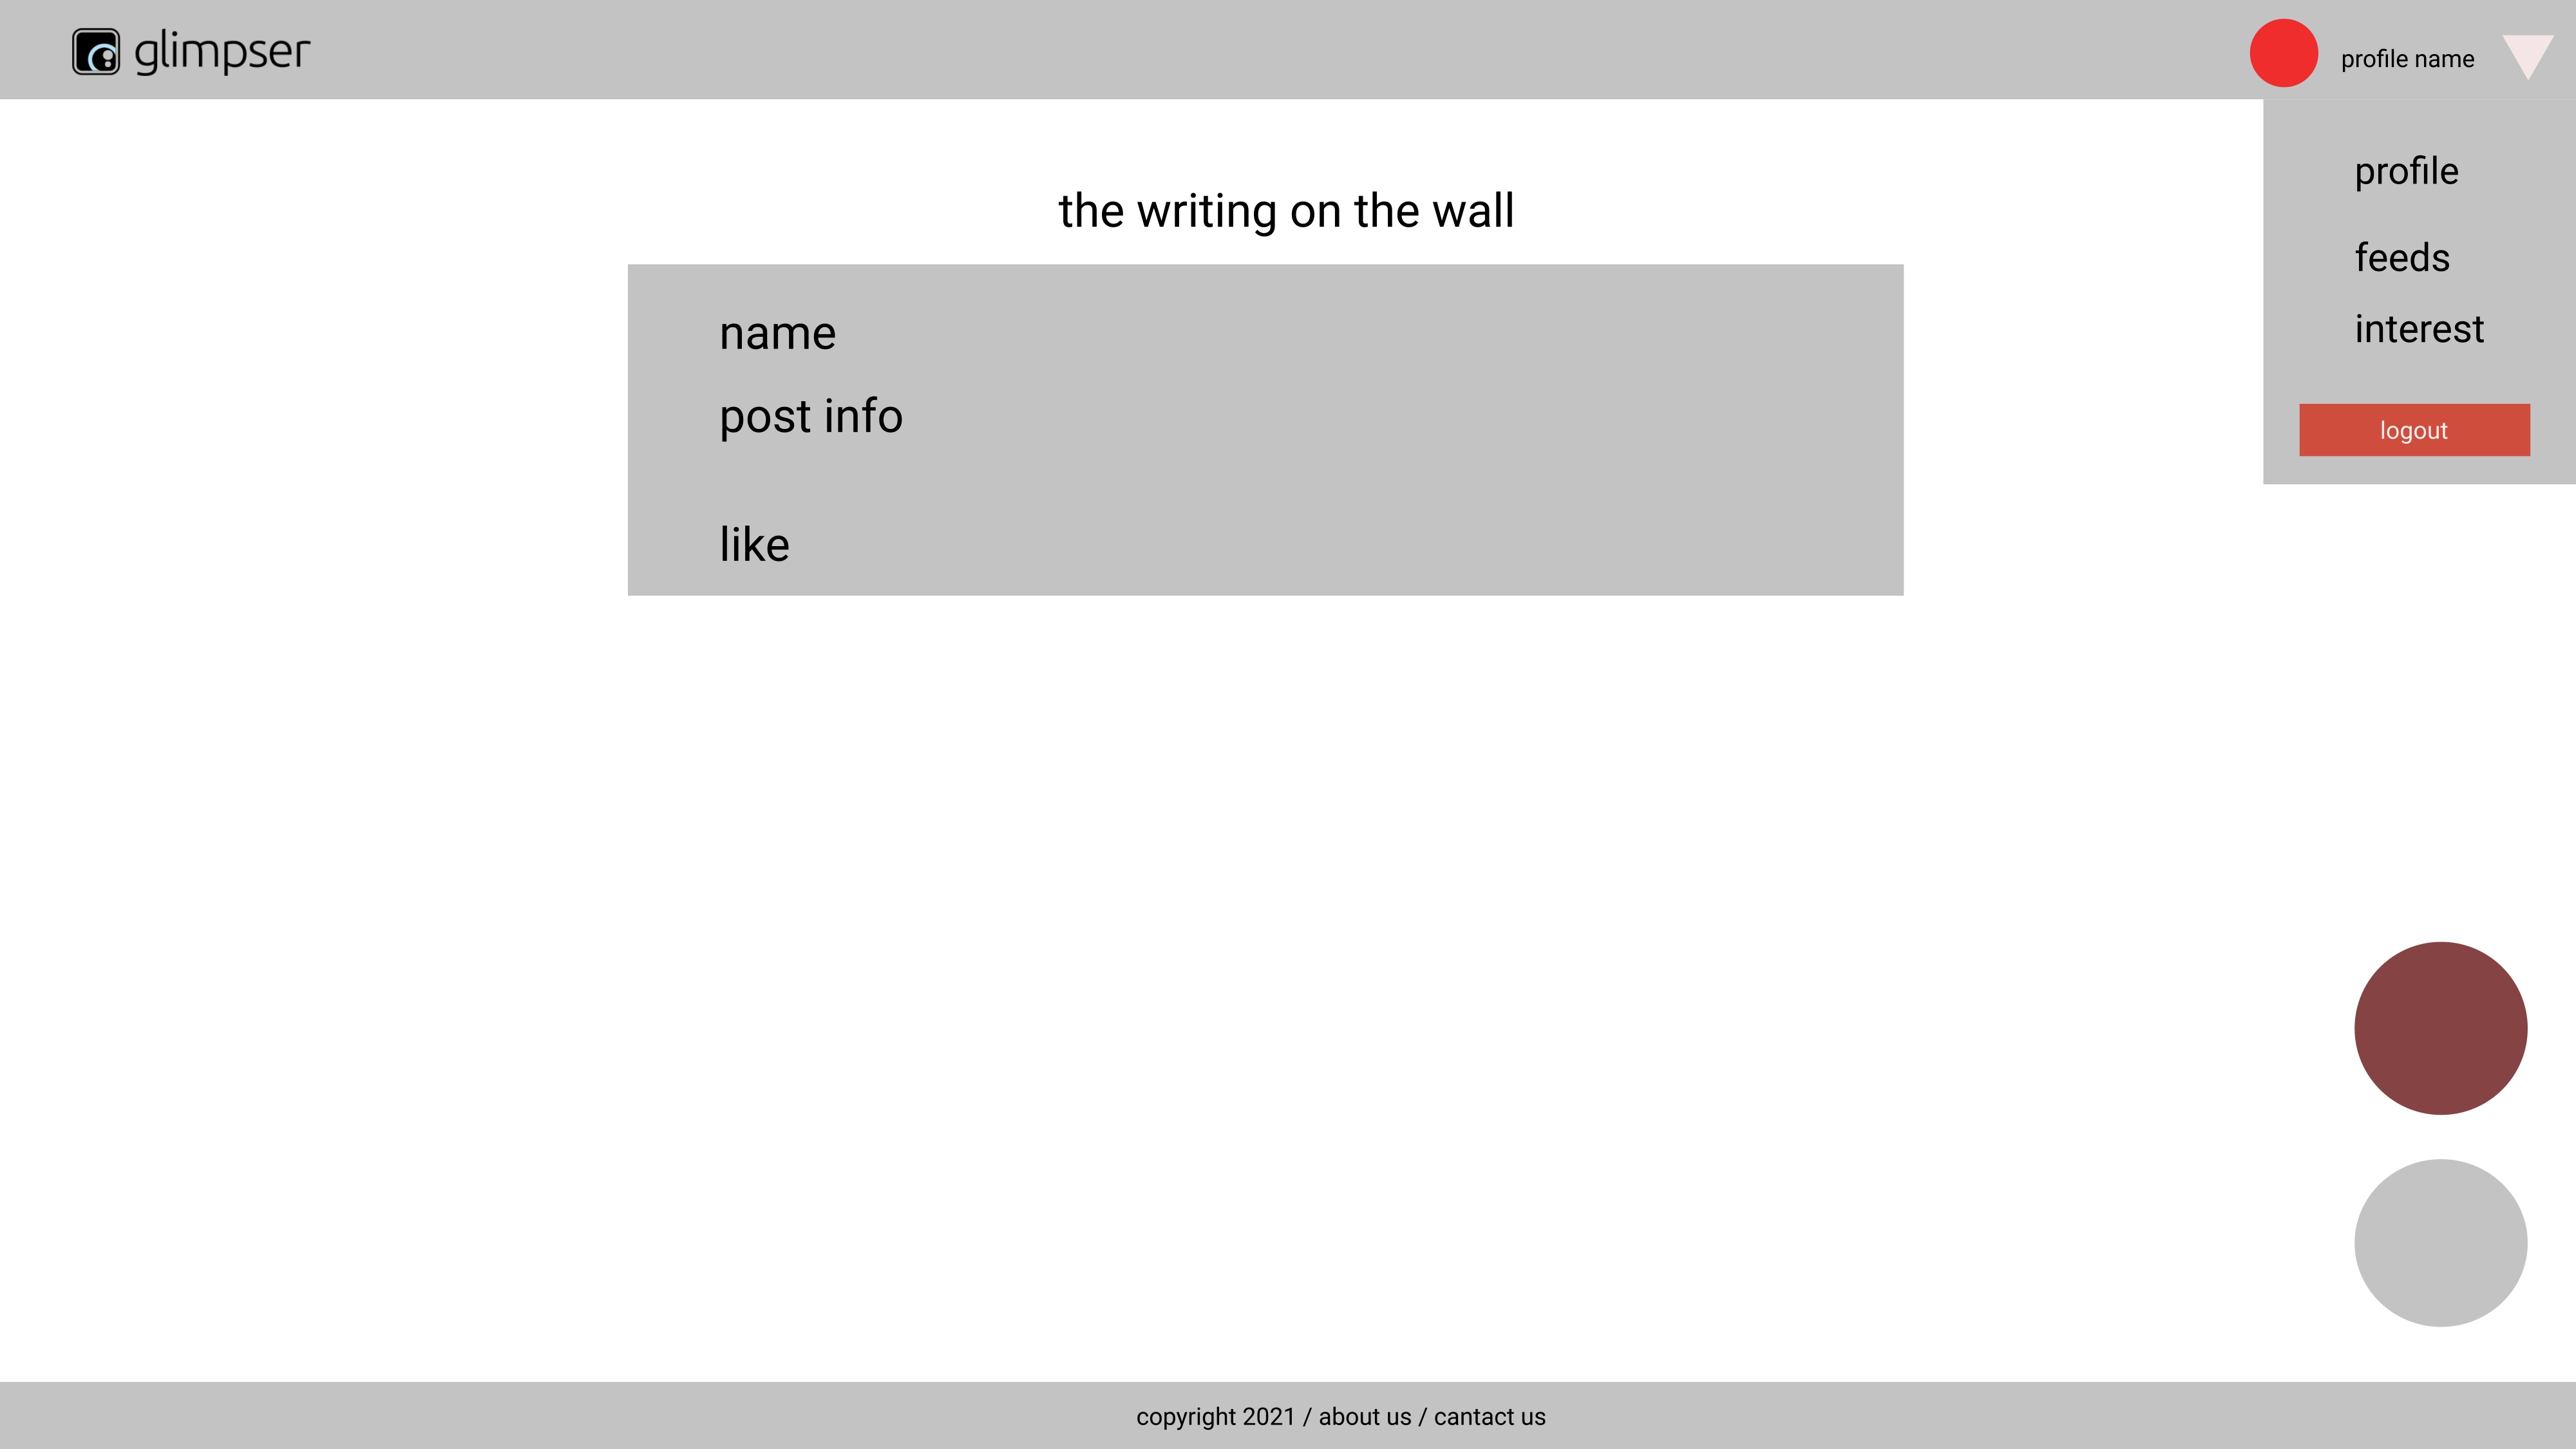 glimpser
profile name
profile
feeds
interest
logout
the writing on the wall
name
post info
like
copyright 2021 / about us / cantact us